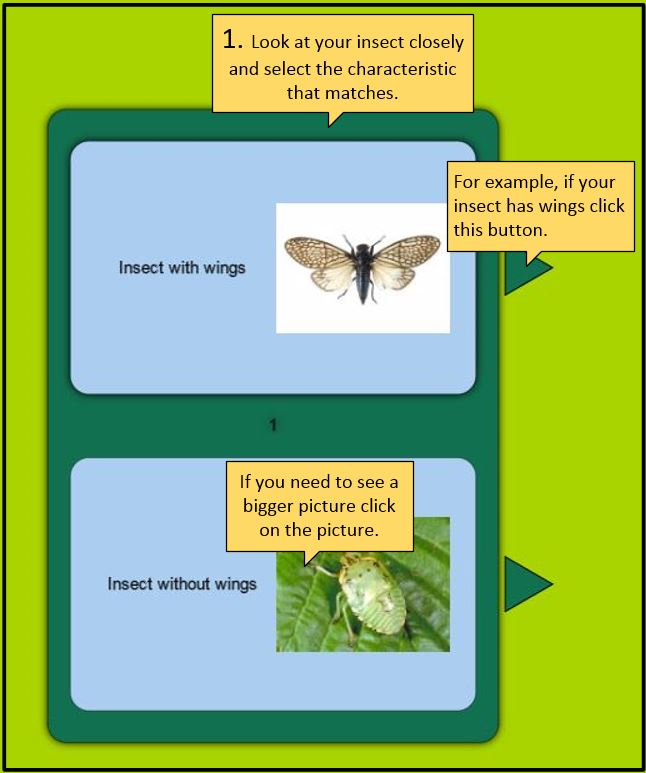 1. Look at your insect closely
and select the characteristic
that matches.
For example, if your
insect has wings click
this button.
Insect with wings
1
If you need to see a
bigger picture click
on the picture.
Insect without wings